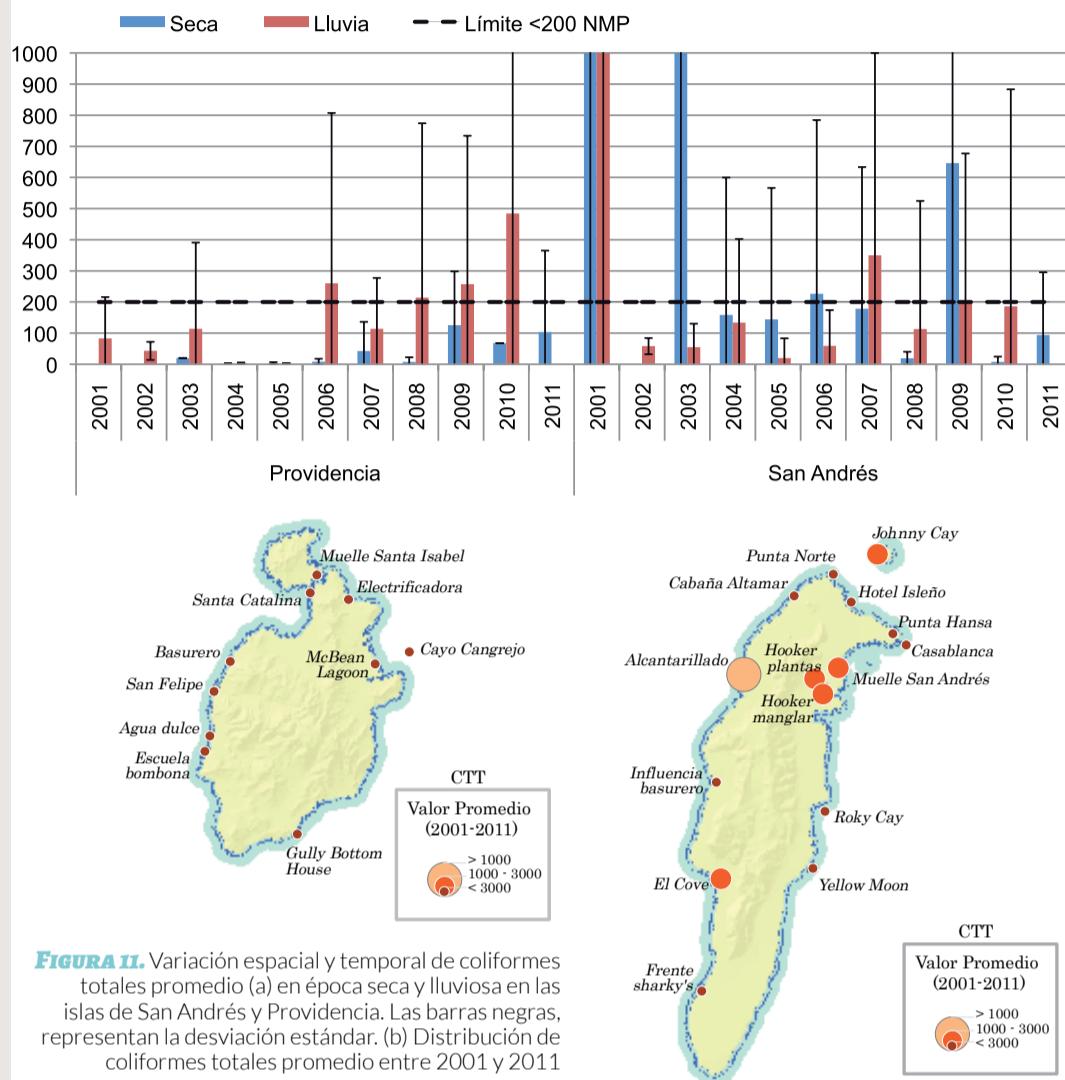 Seca Lluvia Límite <200 NMP
1000
900
800
700
600
500
400
300
200
100
0
2001 2002 2003 2004 2005 2006 2007 2008 2009 2010 2011 2001 2002 2003 2004 2005 2006 2007 2008 2009 2010 2011
Providencia San Andrés
Muelle Santa Isabel
Electrificadora
Santa Catalina
Basurero
McBean
Lagoon
Cayo Cangrejo
San Felipe
Agua dulce
Escuela
bombona
Gully Bottom
House
CTT
Valor Promedio
(2001-2011)
> 1000
1000 - 3000
< 3000
Johnny Cay
Punta Norte
Cabaña Altamar
Hotel Isleño
Punta Hansa
Casablanca
Alcantarillado
Hooker
plantas
Muelle San Andrés
Hooker
manglar
Influencia
basurero
Roky Cay
El Cove
Yellow Moon
Frente
sharky's
CTT
Valor Promedio
(2001-2011)
> 1000
1000 - 3000
< 3000
FIGURA 11. Variación espacial y temporal de coliformes
totales promedio (a) en época seca y lluviosa en las
islas de San Andrés y Providencia. Las barras negras,
representan la desviación estándar. (b) Distribución de
coliformes totales promedio entre 2001 y 2011